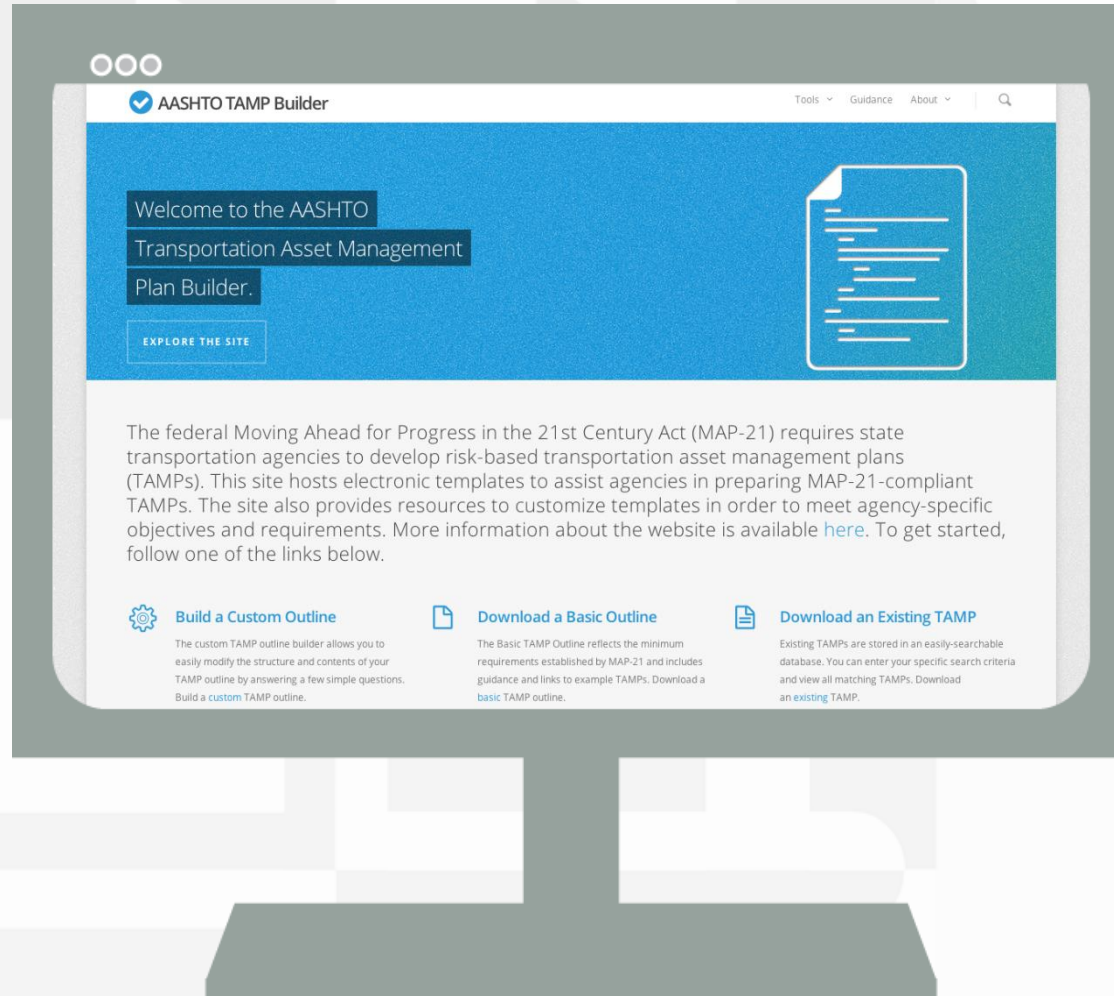 AASHTO TAMP Builder
Tools Guidance About
Welcome to the AASHTO
Transportation Asset Management
Plan Builder.
EXPLORE THE SITE
The federal Moving Ahead for Progress in the 21st Century Act (MAP-21) requires state
transportation agencies to develop risk-based transportation asset management plans
(TAMPs). This site hosts electronic templates to assist agencies in preparing MAP-21-compliant
TAMPs. The site also provides resources to customize templates in order to meet agency-specific
objectives and requirements. More information about the website is available here. To get started,
follow one of the links below.
Build a Custom Outline
The custom TAMP outline builder allows you to
easily modify the structure and contents of your
TAMP outline by answering a few simple questions.
Build a custom TAMP outline.
Download a Basic Outline
The Basic TAMP Outline reflects the minimum
requirements established by MAP-21 and includes
guidance and links to example TAMPs. Download a
basic TAMP outline.
Download an Existing TAMP
Existing TAMPs are stored in an easily-searchable
database. You can enter your specific search criteria
and view all matching TAMPs. Download
an existing TAMP.